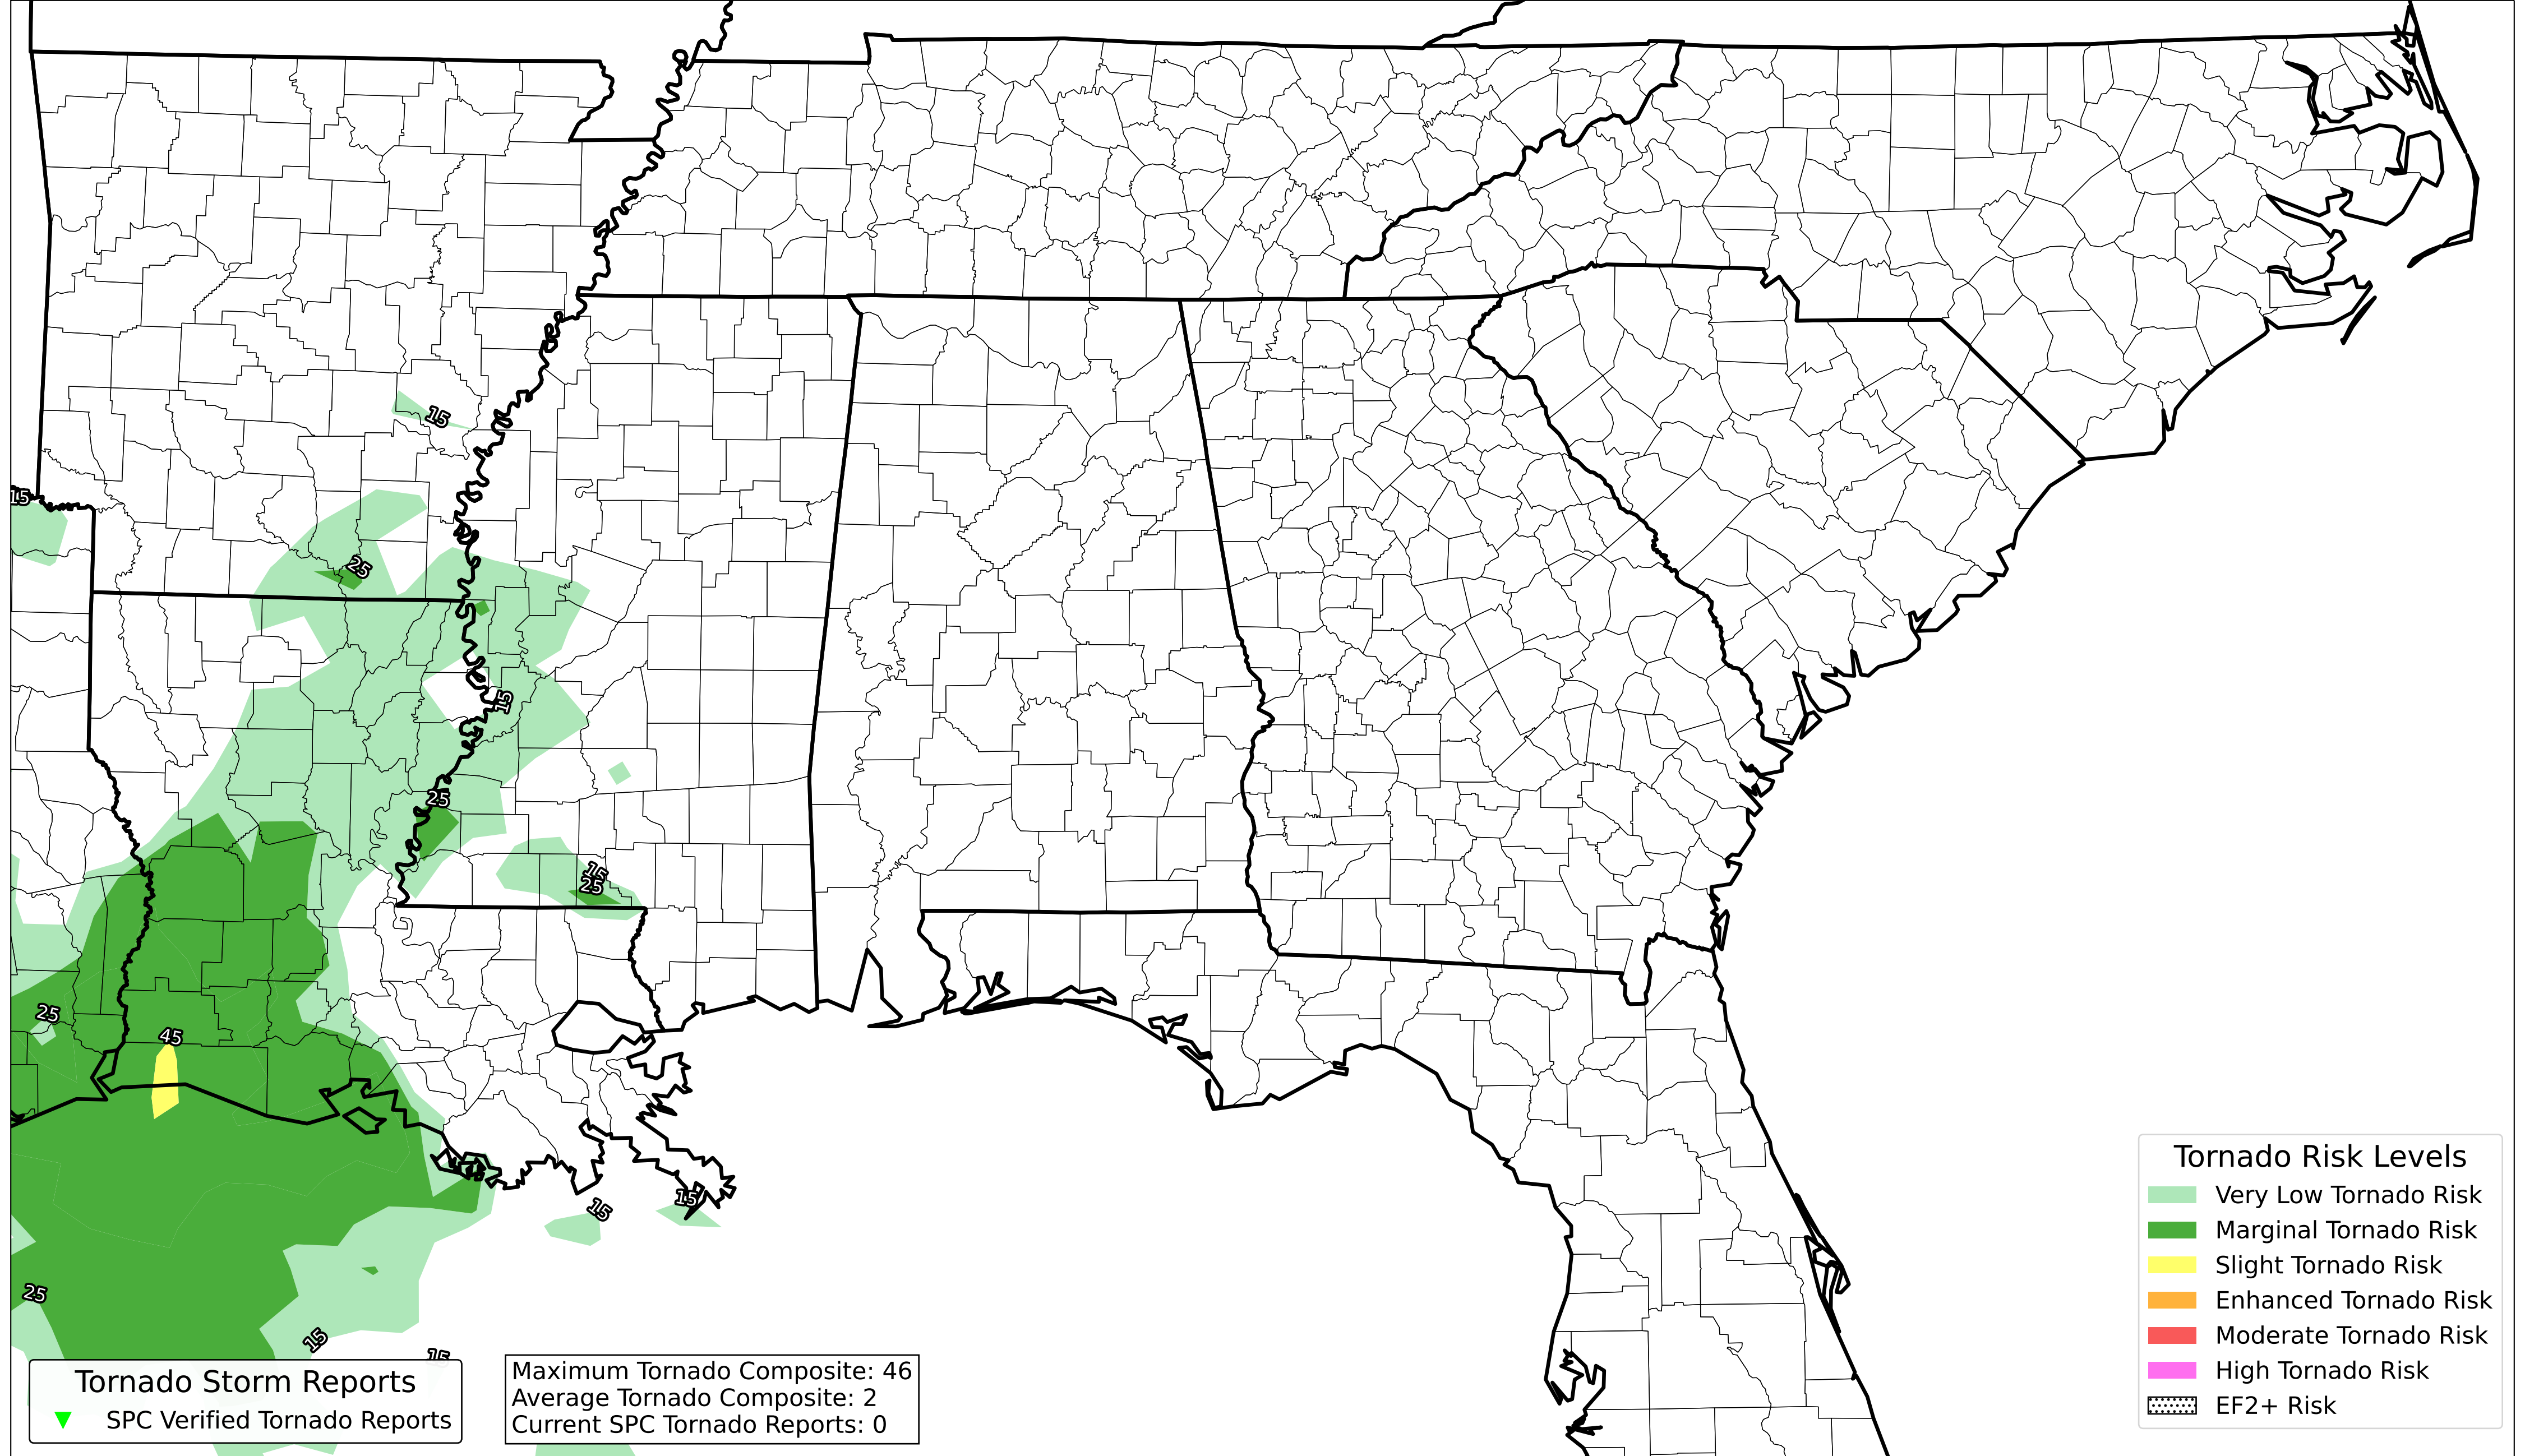 15
15
25
15
25
15
25
25
45
15
15
25
15
15
Tornado Storm Reports
SPC Verified Tornado Reports
Maximum Tornado Composite: 46
Average Tornado Composite: 2
Current SPC Tornado Reports: 0
Tornado Risk Levels
Very Low Tornado Risk
Marginal Tornado Risk
Slight Tornado Risk
Enhanced Tornado Risk
Moderate Tornado Risk
High Tornado Risk
EF2+ Risk